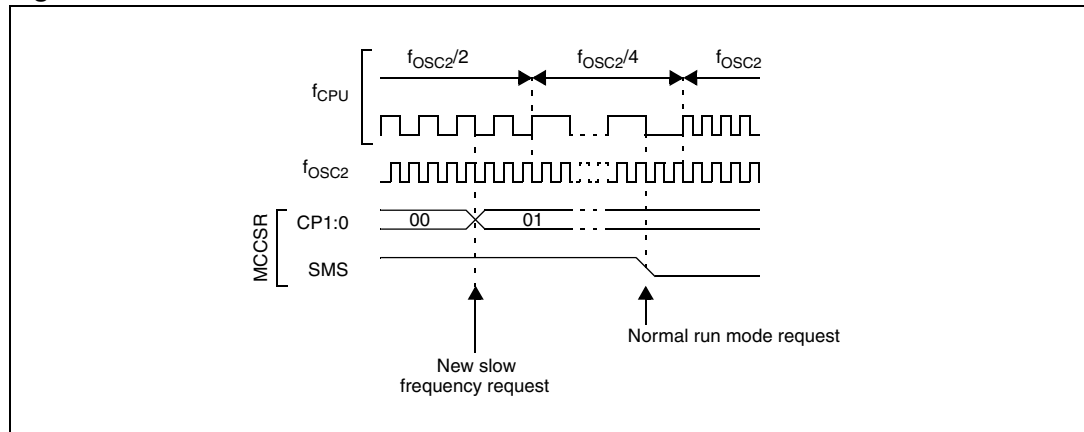 fOSC2/2 fOSC2/4 fOSC2
fCPU
fOSC2
MCCSR
CP1:0 00 01
SMS
Normal run mode request
New slow
frequency request